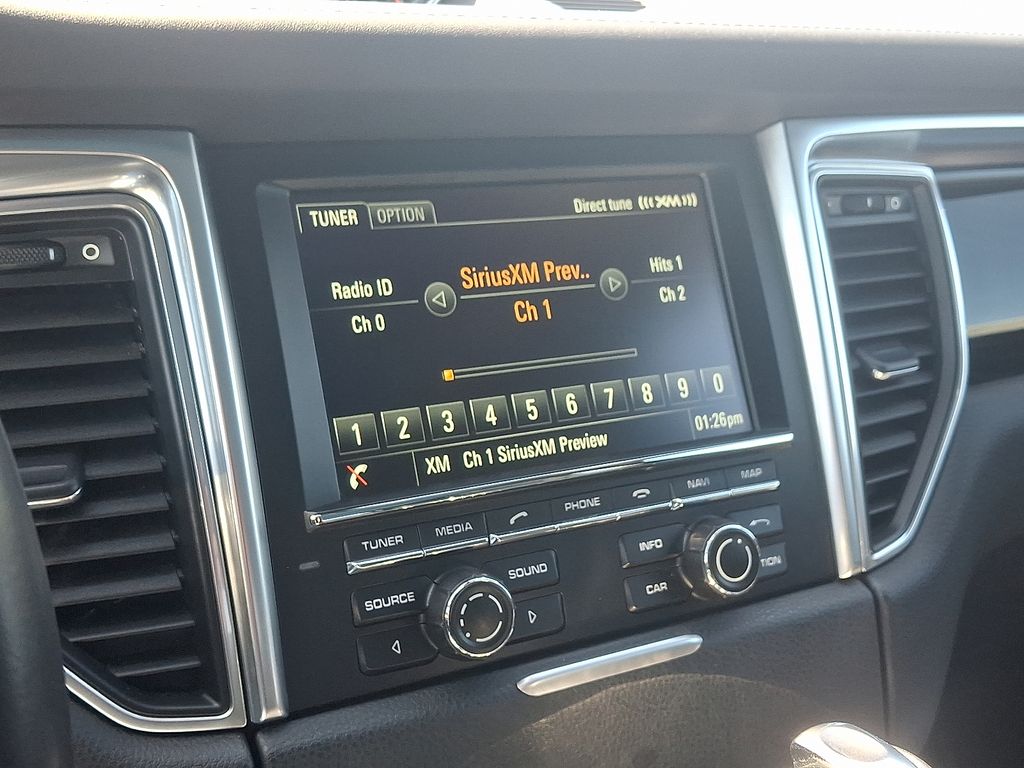 TUNER OPTION Direct tune (((XM)))
Radio ID SiriusXM Prev.. Hits 1
Ch 0 Ch 1 Ch 2
1 2 3 4 5 6 7 8 9 0
XM Ch 1 SiriusXM Preview 01:26pm
TUNER MEDIA PHONE NAVI MAP
SOURCE SOUND INFO
CAR